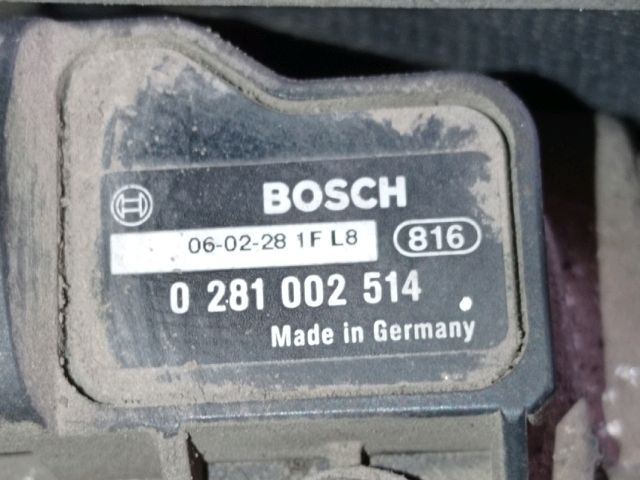 BOSCH
06-02-28 1F L8 816
0 281 002 514
Made in Germany